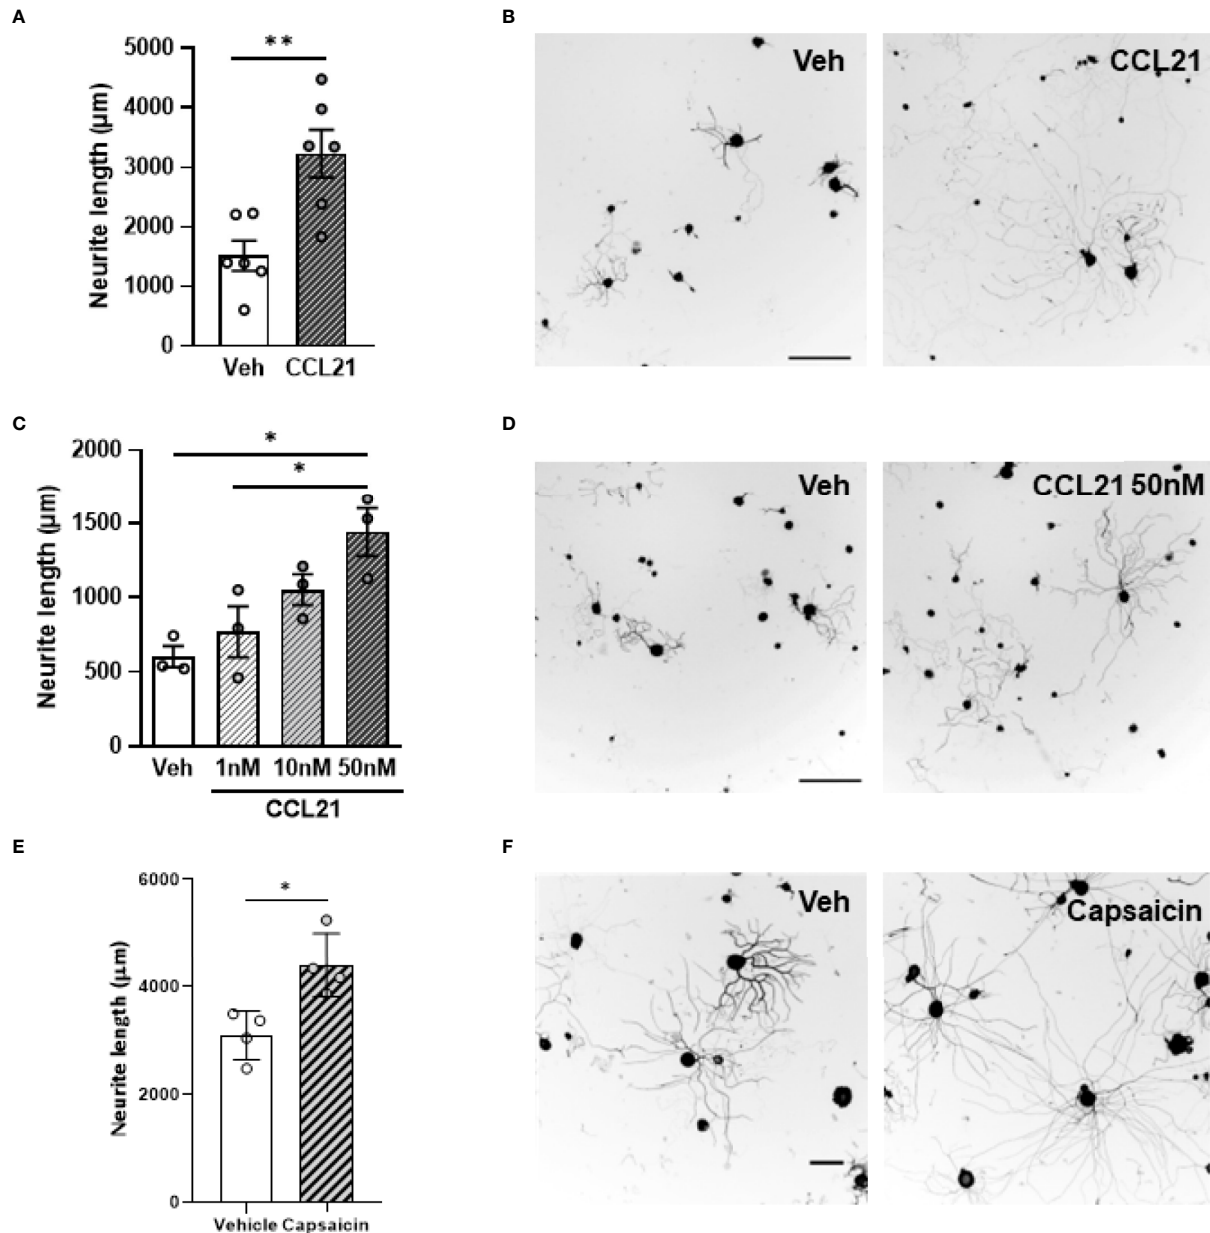 A
B
5000
4000
3000
2000
1000
0
Neurite length (µm)
**
Veh CCL21
Veh
CCL21
C
D
2000
1500
1000
500
0
Neurite length (µm)
*
*
Veh 1nM 10nM 50nM
CCL21
Veh
CCL21 50nM
E
F
6000
4000
2000
0
Neurite length (µm)
*
Vehicle Capsaicin
Veh
Capsaicin